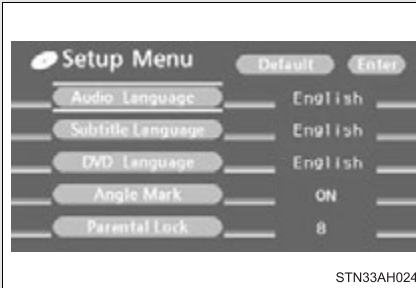 Setup Menu Default Enter
Audio Language English
Subtitle Language English
DVD Language English
Angle Mark ON
Parental Lock 8
STN33AH024